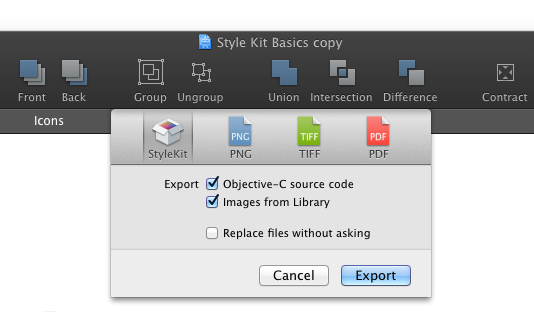 Style Kit Basics copy
Front Back Group Ungroup Union Intersection Difference Contract
Icons
PNG TIFF PDF
StyleKit PNG TIFF PDF
Export Objective-C source code
Images from Library
Replace files without asking
Cancel Export